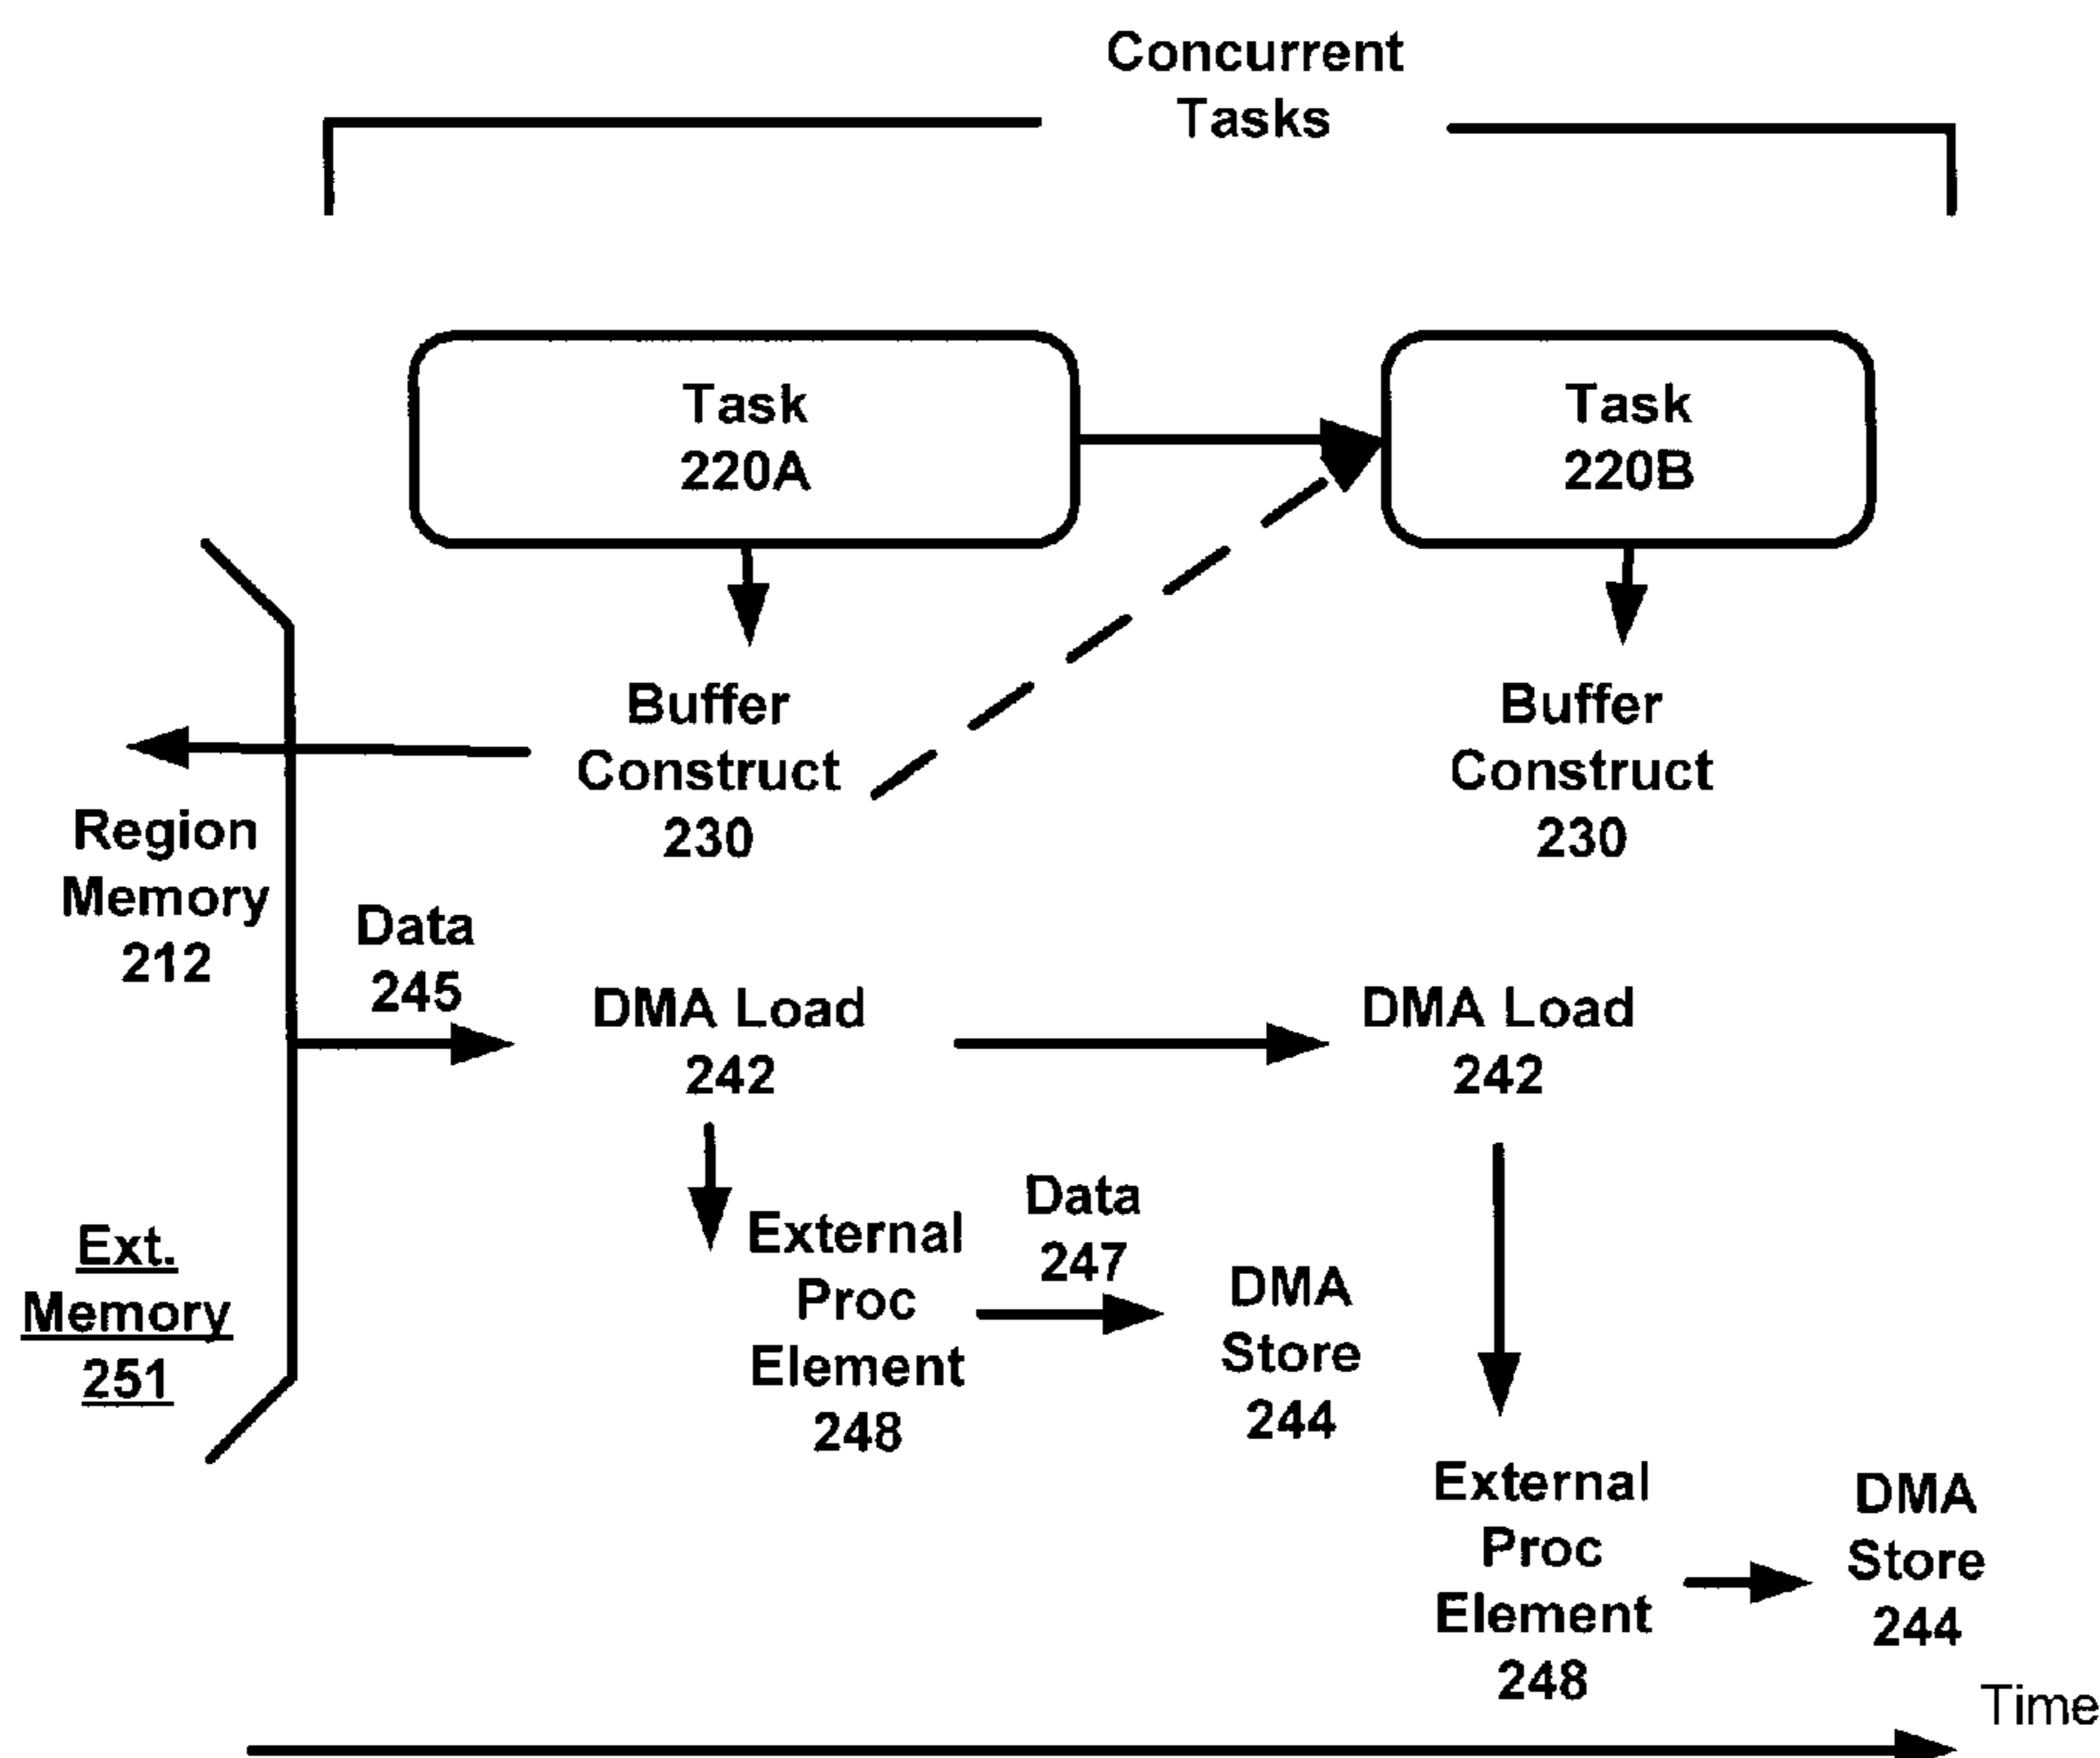 Concurrent
Tasks
Task
220A
Task
220B
Buffer
Construct
230
Buffer
Construct
230
Region
Memory
212
Data
245
DMA Load
242
DMA Load
242
Ext.
Memory
251
External
Proc
Element
248
Data
247
DMA
Store
244
External
Proc
Element
248
DMA
Store
244
Time